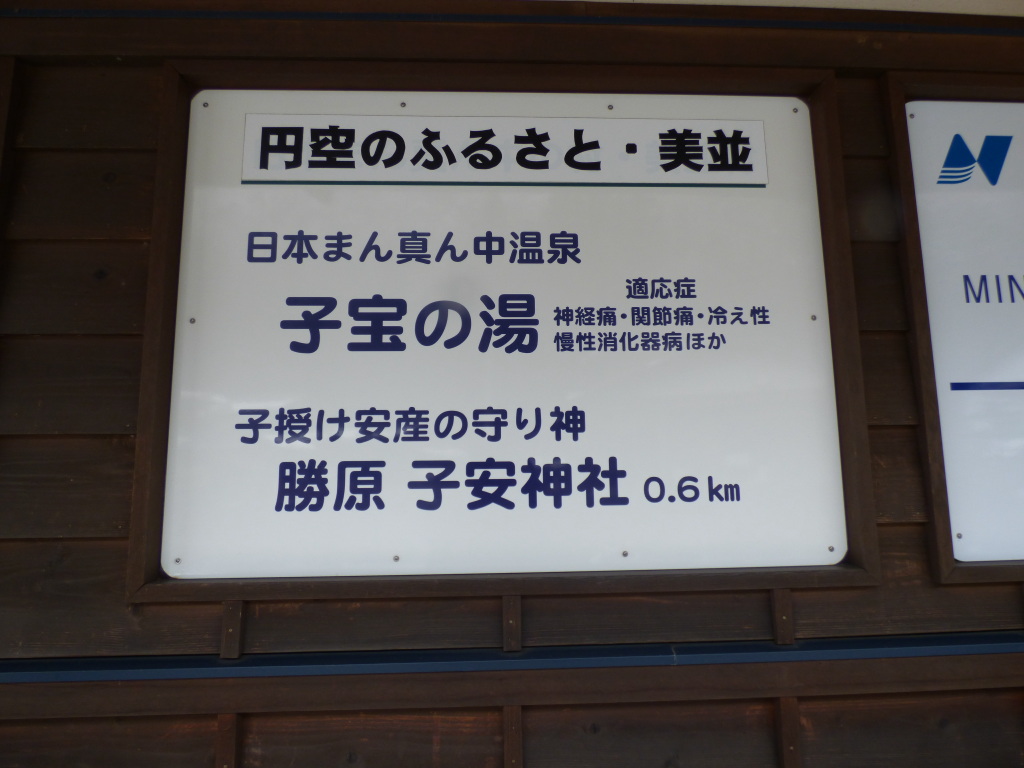 円空のふるさと・美並
日本まん真ん中温泉
子宝の湯
適応症
神経痛・関節痛・冷え性
慢性消化器病ほか
子授け安産の守り神
勝原 子安神社 0.6km
MIN